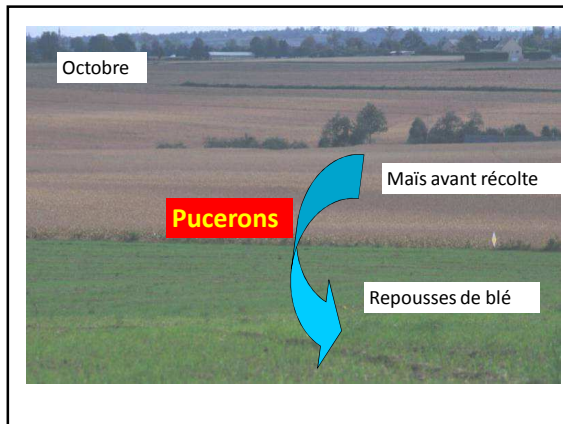 Octobre
Maïs avant récolte
Pucerons
Repousses de blé